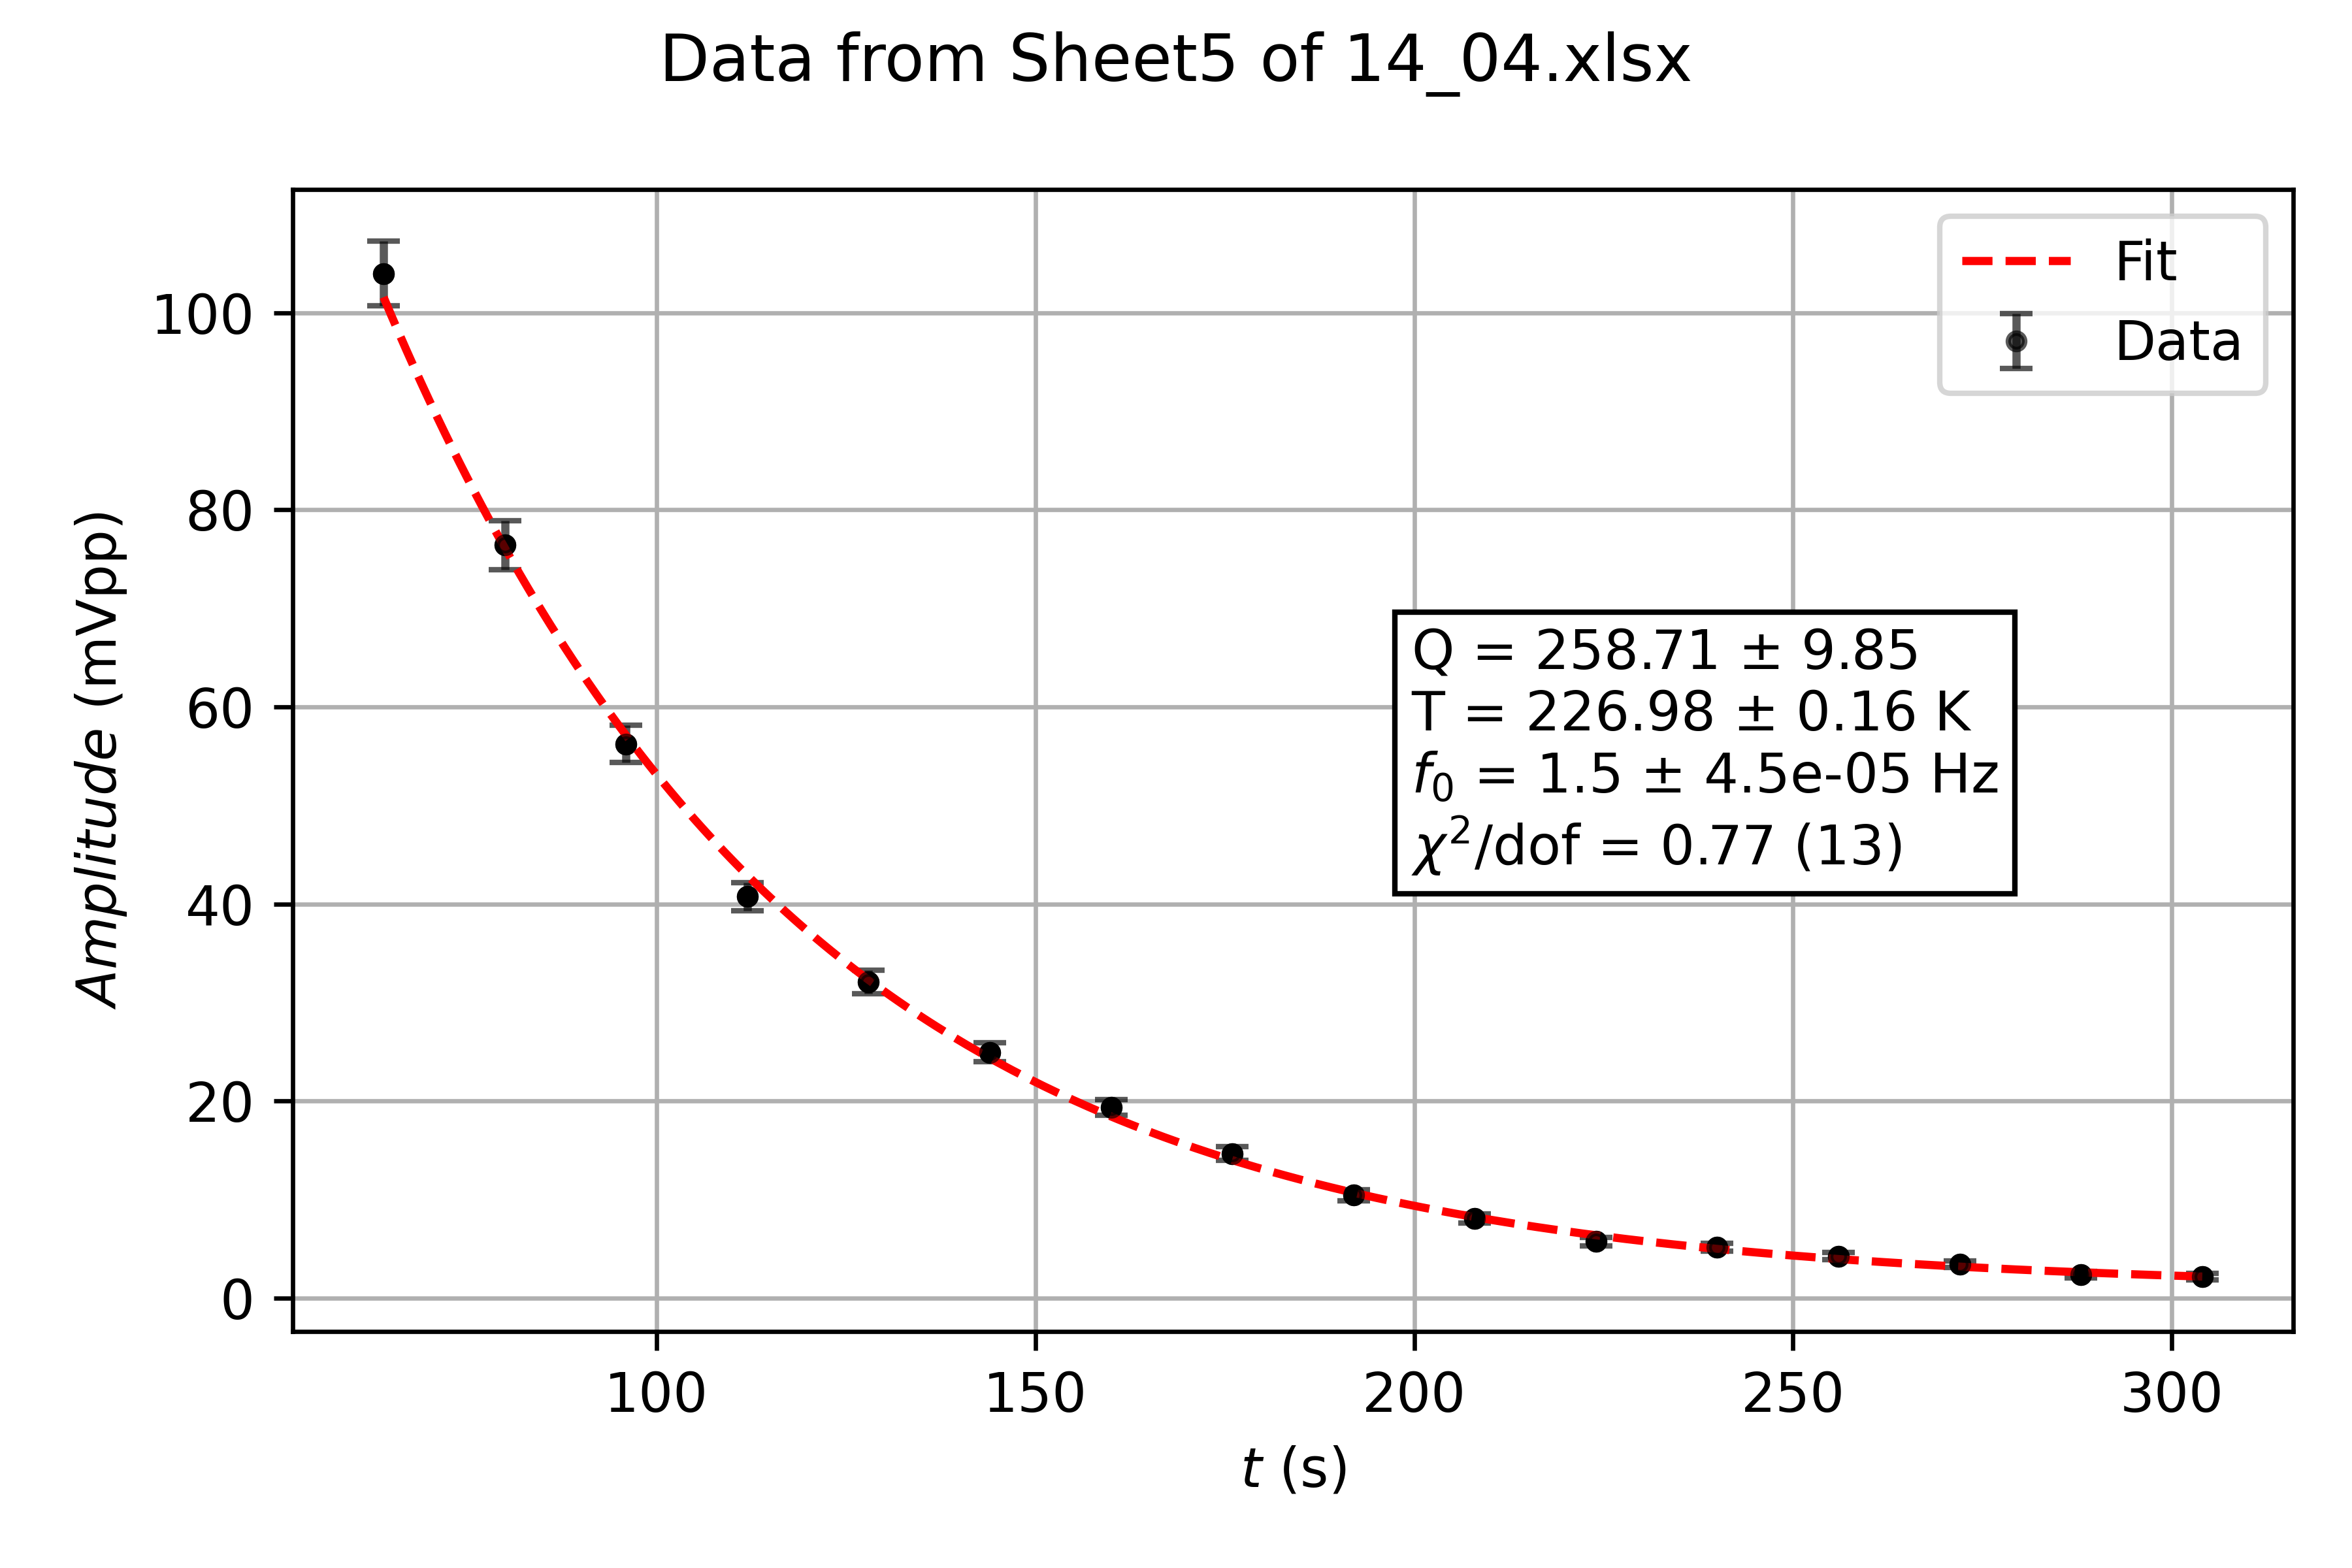 Data from Sheet5 of 14_04.xlsx
Fit
Data
Q = 258.71 ± 9.85
T = 226.98 ± 0.16 K
f₀ = 1.5 ± 4.5e-05 Hz
χ²/dof = 0.77 (13)
Amplitude (mVpp)
100
80
60
40
20
0
100 150 200 250 300
t (s)